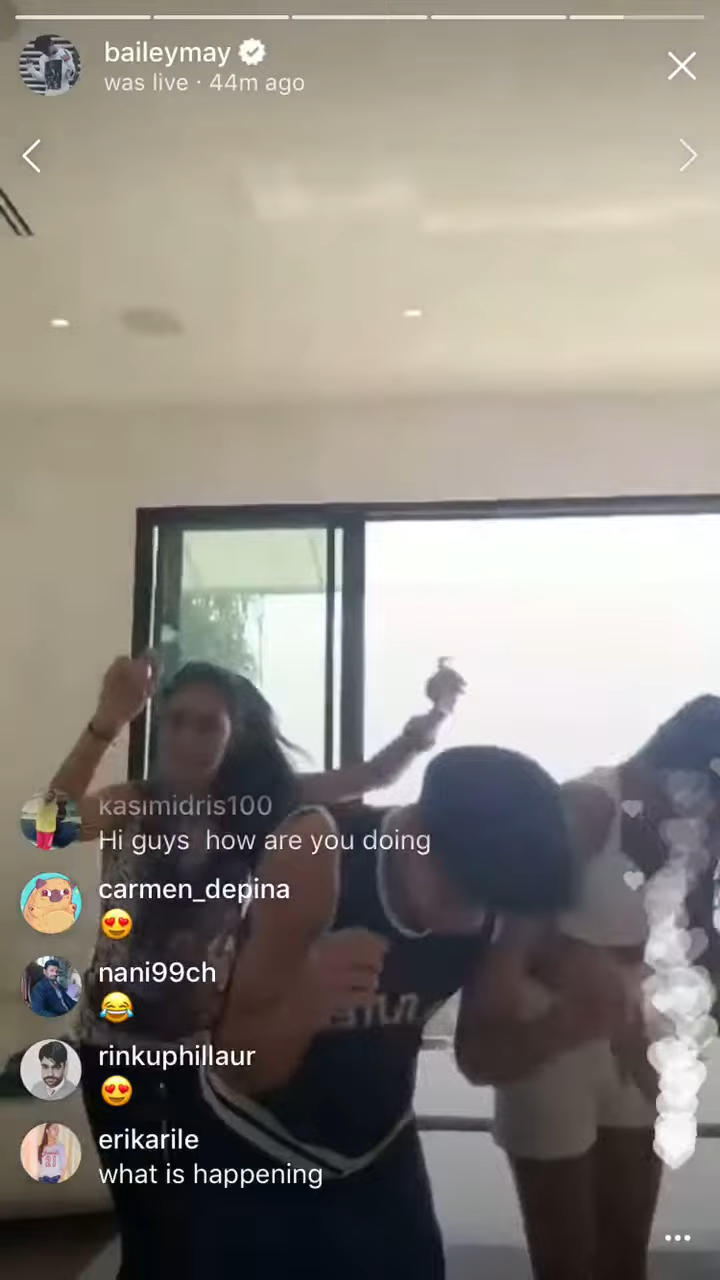 baileymay
was live · 44m ago
kasimidris100
Hi guys how are you doing
carmen_depina
😍
nani99ch
😂
rinkuphillaur
😍
erikarile
what is happening